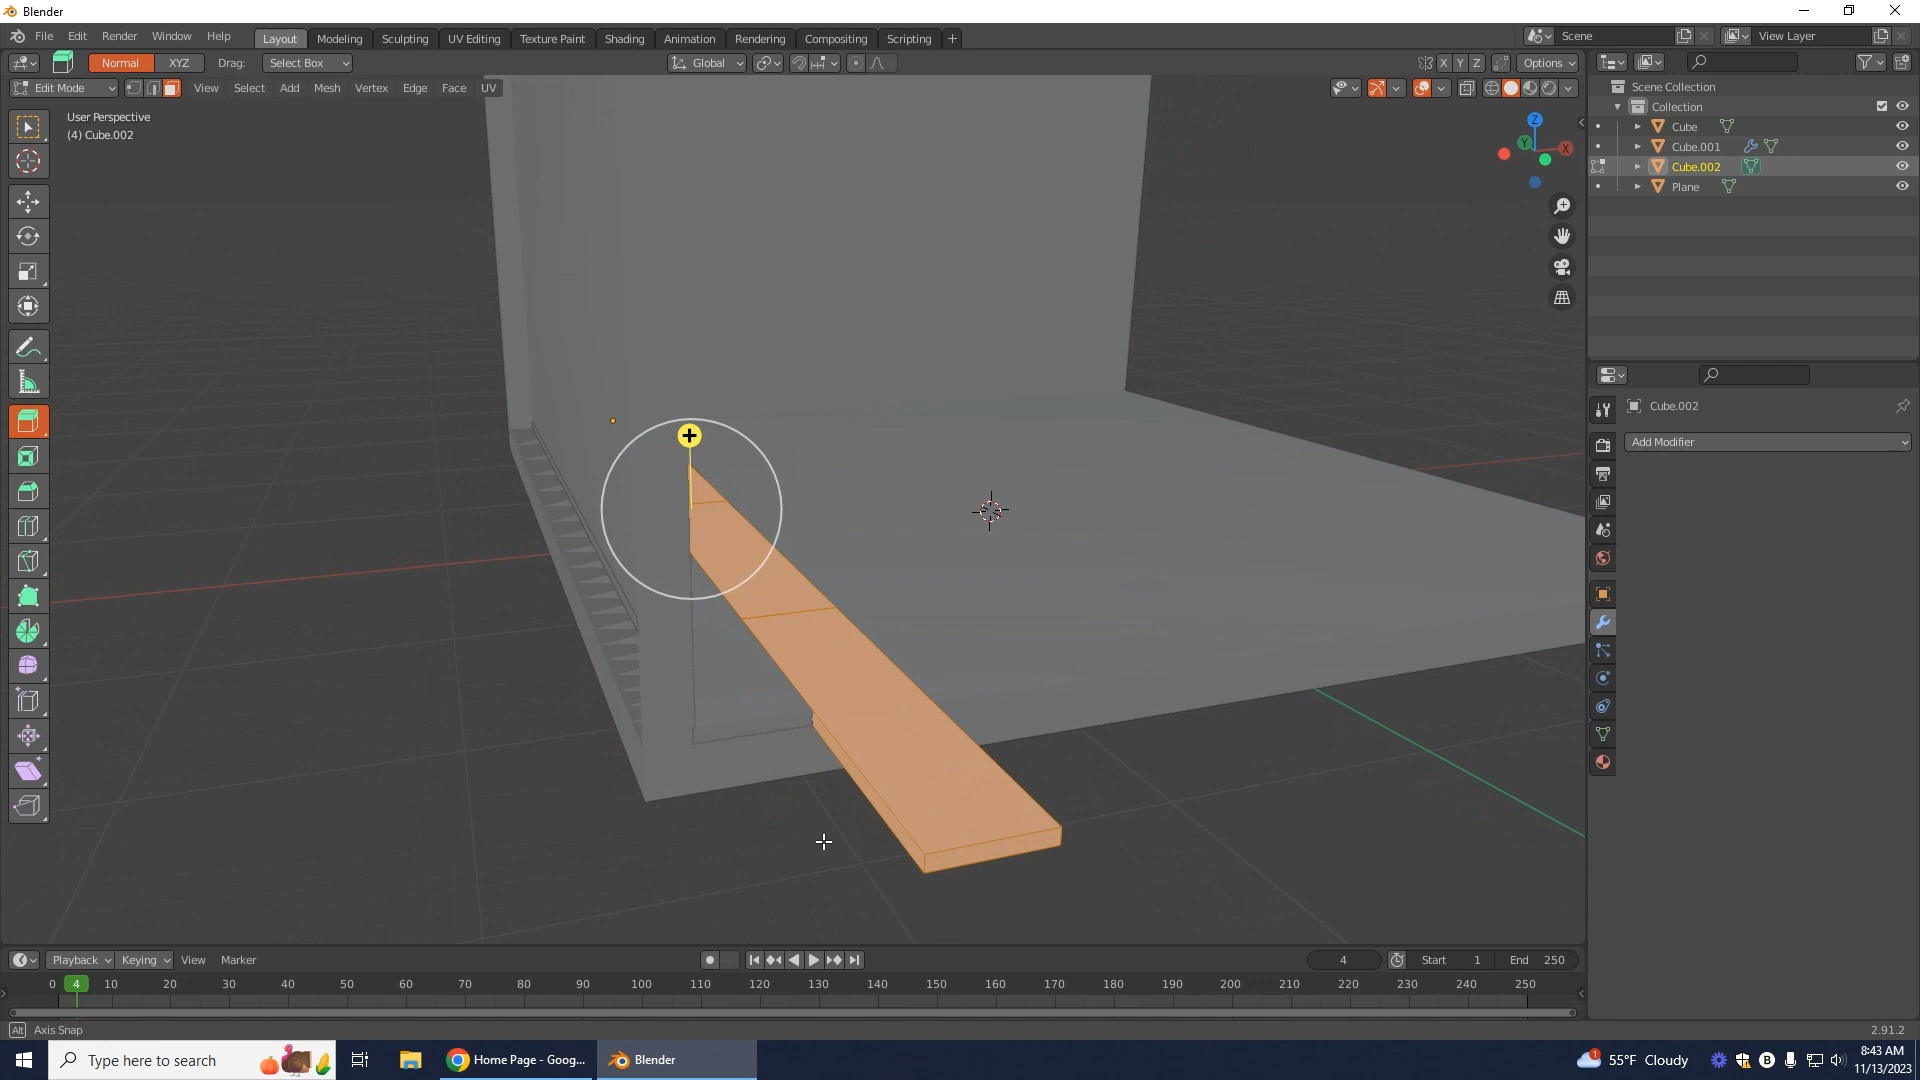 Blender
File Edit Render Window Help Layout Modeling Sculpting UV Editing Texture Paint Shading Animation Rendering Compositing Scripting + Scene View Layer
Normal XYZ Drag: Select Box Global X Y Z Options
Edit Mode View Select Add Mesh Vertex Edge Face UV
User Perspective
(4) Cube.002
Z
Y
X
Scene Collection
Collection
Cube
Cube.001
Cube.002
Plane
Cube.002
Add Modifier
Playback Keying View Marker 4 Start 1 End 250
0 4 10 20 30 40 50 60 70 80 90 100 110 120 130 140 150 160 170 180 190 200 210 220 230 240 250
Alt Axis Snap 2.91.2
Type here to search Home Page - Goog... Blender 1 55°F Cloudy B 8:43 AM
11/13/2023